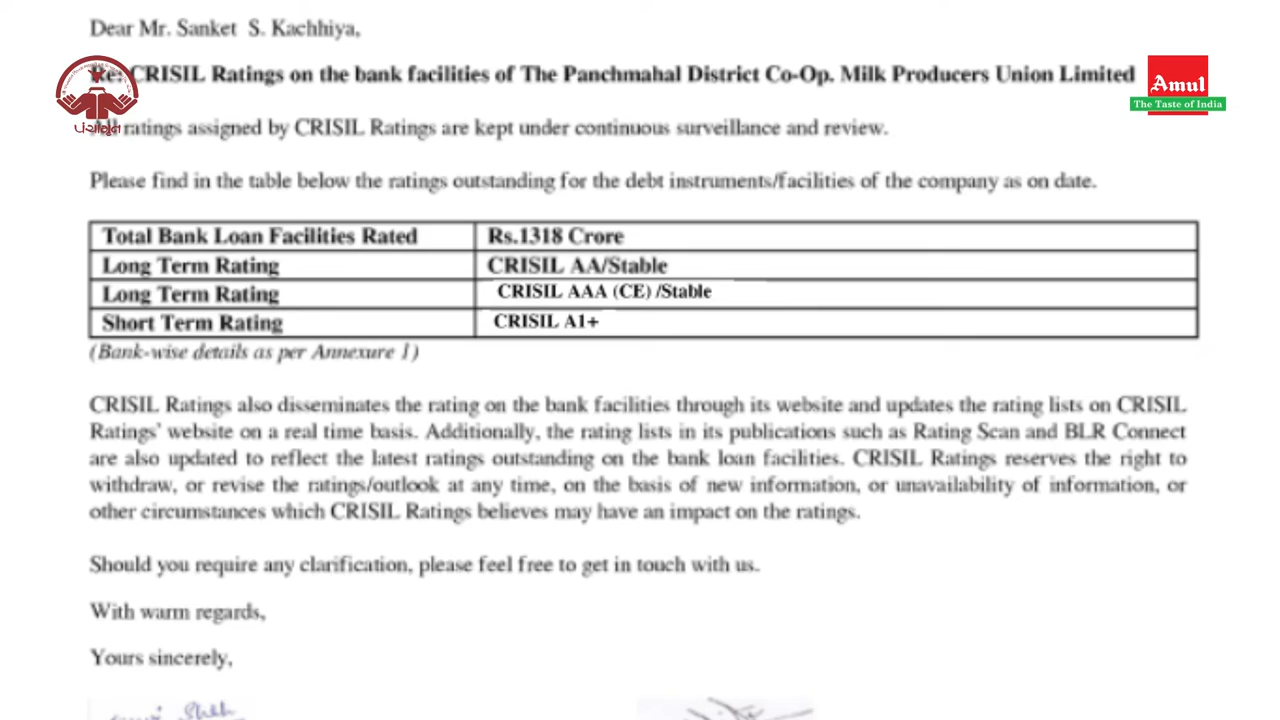 Dear Mr. Sanket S. Kachhiya,
Re: CRISIL Ratings on the bank facilities of The Panchmahal District Co-Op. Milk Producers Union Limited
Amul
The Taste of India
પંચામૃત
All ratings assigned by CRISIL Ratings are kept under continuous surveillance and review.
Please find in the table below the ratings outstanding for the debt instruments/facilities of the company as on date.
Total Bank Loan Facilities Rated Rs.1318 Crore
Long Term Rating CRISIL AA/Stable
Long Term Rating CRISIL AAA (CE) /Stable
Short Term Rating CRISIL A1+
(Bank-wise details as per Annexure 1)
CRISIL Ratings also disseminates the rating on the bank facilities through its website and updates the rating lists on CRISIL
Ratings' website on a real time basis. Additionally, the rating lists in its publications such as Rating Scan and BLR Connect
are also updated to reflect the latest ratings outstanding on the bank loan facilities. CRISIL Ratings reserves the right to
withdraw, or revise the ratings/outlook at any time, on the basis of new information, or unavailability of information, or
other circumstances which CRISIL Ratings believes may have an impact on the ratings.
Should you require any clarification, please feel free to get in touch with us.
With warm regards,
Yours sincerely,